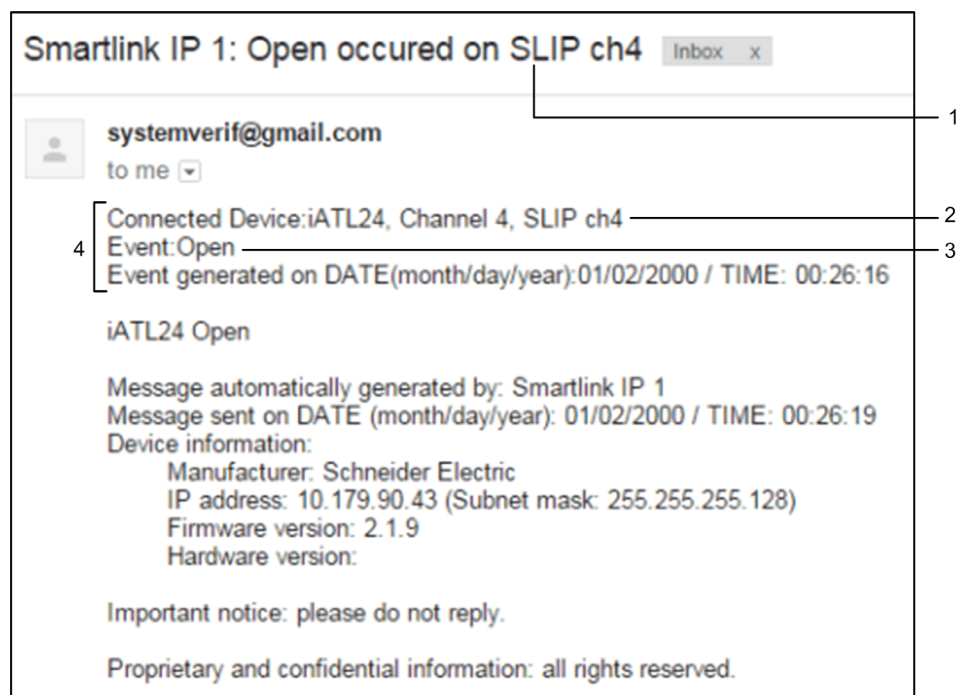 Smartlink IP 1: Open occured on SLIP ch4 Inbox x
1
systemverif@gmail.com
to me
Connected Device:iATL24, Channel 4, SLIP ch4
2
4
Event:Open
3
Event generated on DATE(month/day/year):01/02/2000 / TIME: 00:26:16
iATL24 Open
Message automatically generated by: Smartlink IP 1
Message sent on DATE (month/day/year): 01/02/2000 / TIME: 00:26:19
Device information:
Manufacturer: Schneider Electric
IP address: 10.179.90.43 (Subnet mask: 255.255.255.128)
Firmware version: 2.1.9
Hardware version:
Important notice: please do not reply.
Proprietary and confidential information: all rights reserved.